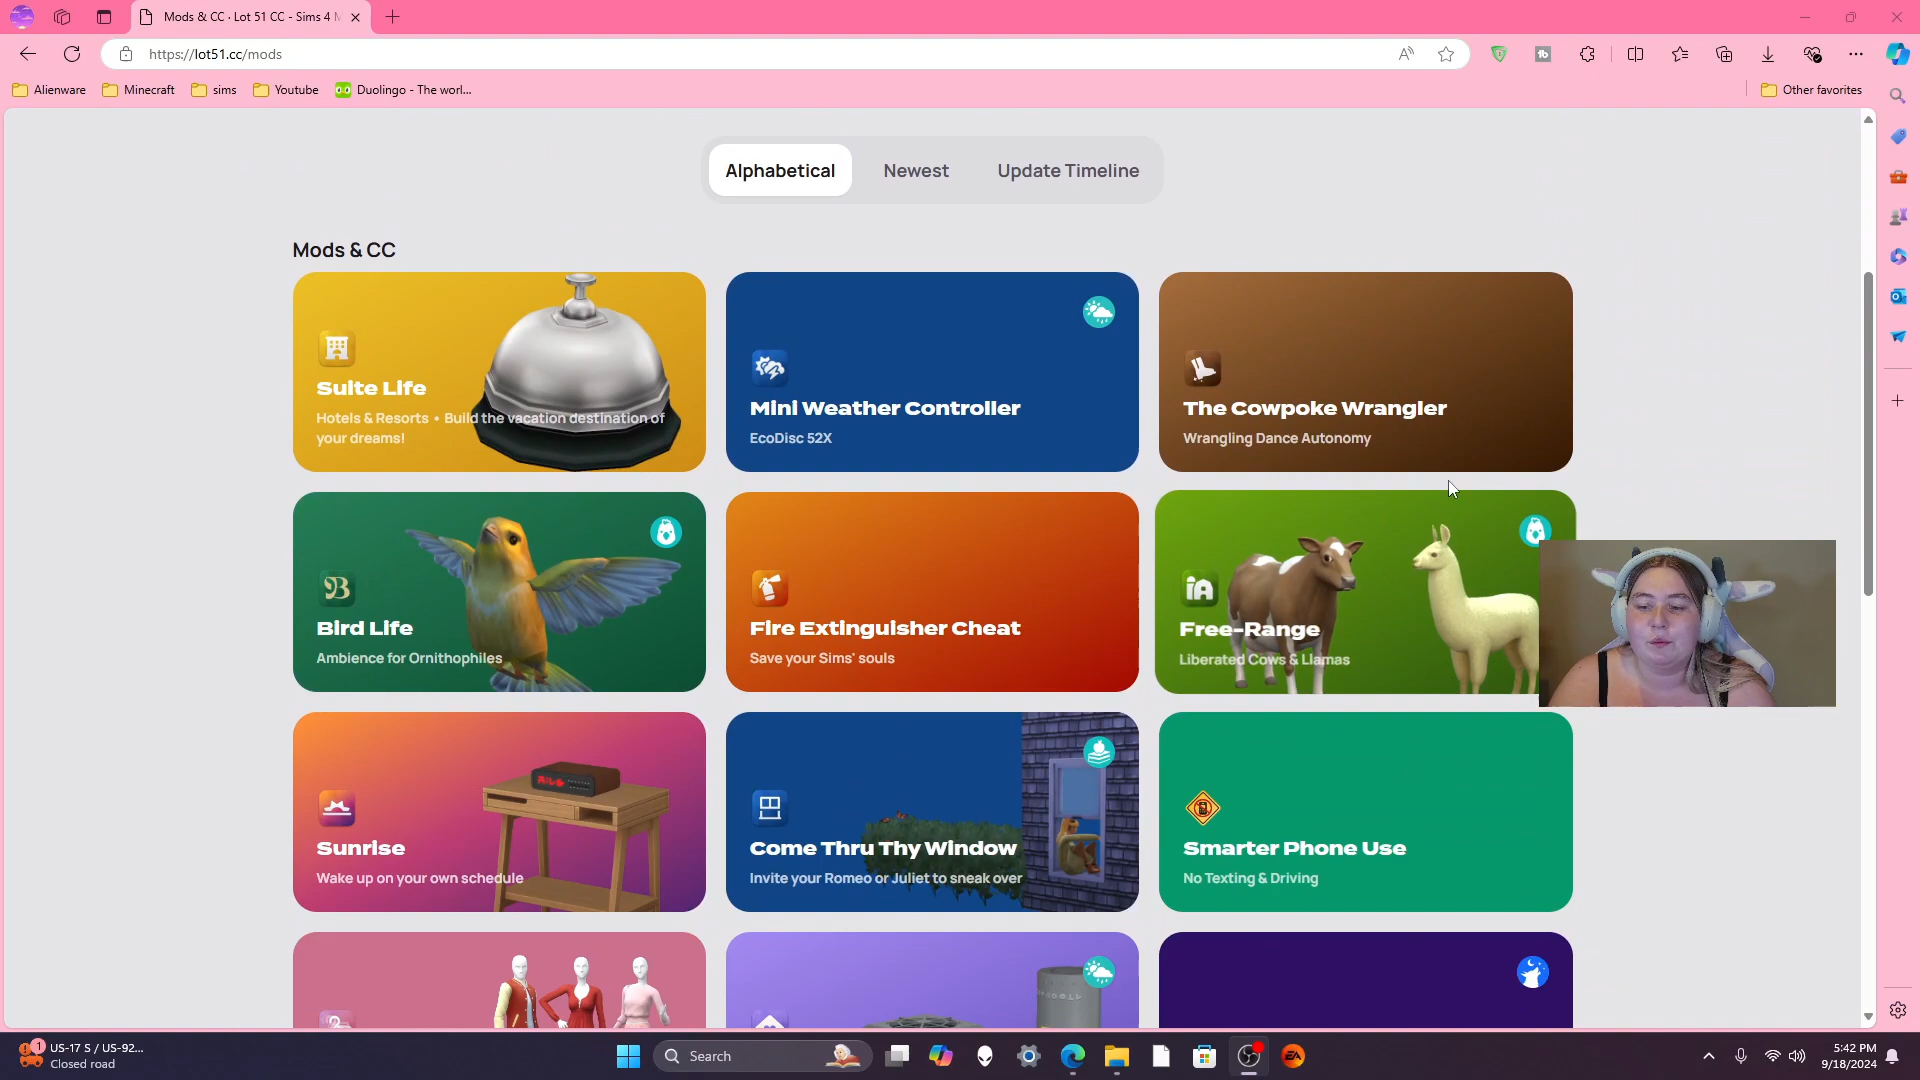 Mods & CC · Lot 51 CC - Sims 4 M
https://lot51.cc/mods
Alienware
Minecraft
sims
Youtube
Duolingo - The worl...
Other favorites
Alphabetical
Newest
Update Timeline
Mods & CC
Suite Life
Hotels & Resorts • Build the vacation destination of
your dreams!
Mini Weather Controller
EcoDisc 52X
The Cowpoke Wrangler
Wrangling Dance Autonomy
Bird Life
Ambience for Ornithophiles
Fire Extinguisher Cheat
Save your Sims' souls
Free-Range
Liberated Cows & Llamas
Sunrise
Wake up on your own schedule
Come Thru Thy Window
Invite your Romeo or Juliet to sneak over
Smarter Phone Use
No Texting & Driving
1
US-17 S / US-92...
Closed road
Search
EA
5:42 PM
9/18/2024